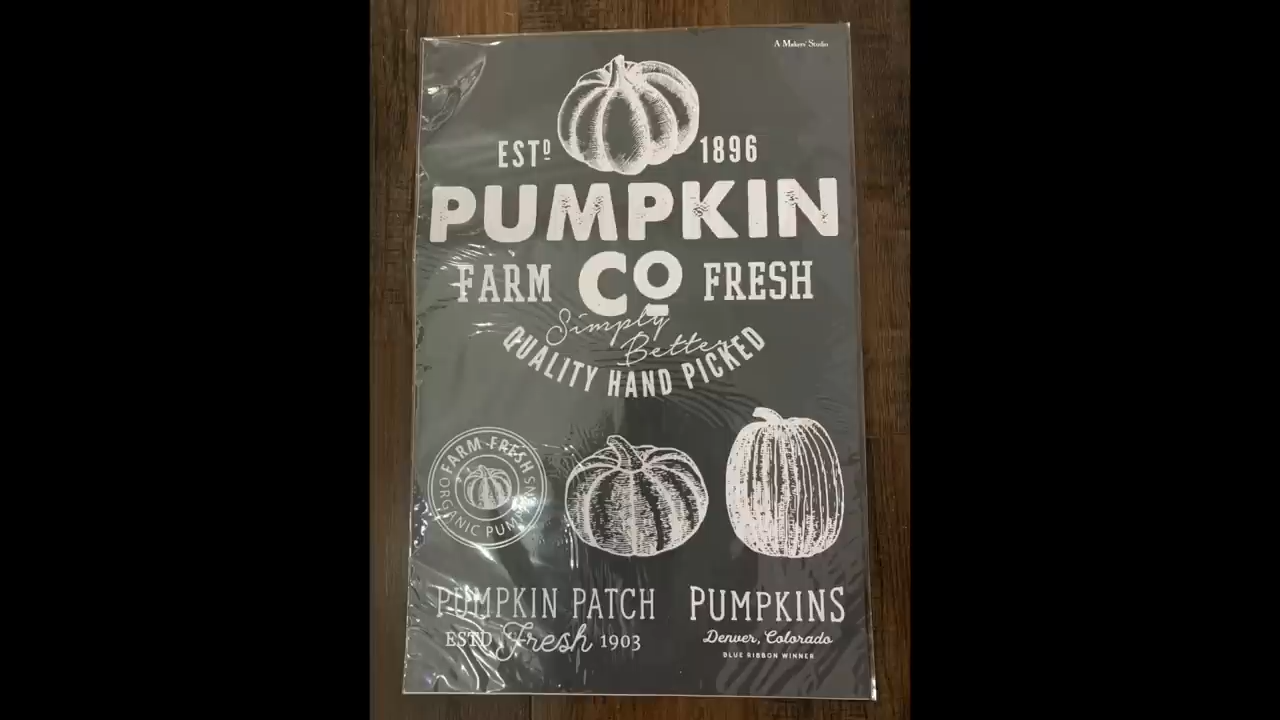 A Makers' Studio
ESTD 1896
PUMPKIN
FARM CO FRESH
Simply
Better
QUALITY HAND PICKED
FARM FRESH
ORGANIC PUMPKINS
PUMPKIN PATCH
ESTD Fresh 1903
PUMPKINS
Denver, Colorado
BLUE RIBBON WINNER